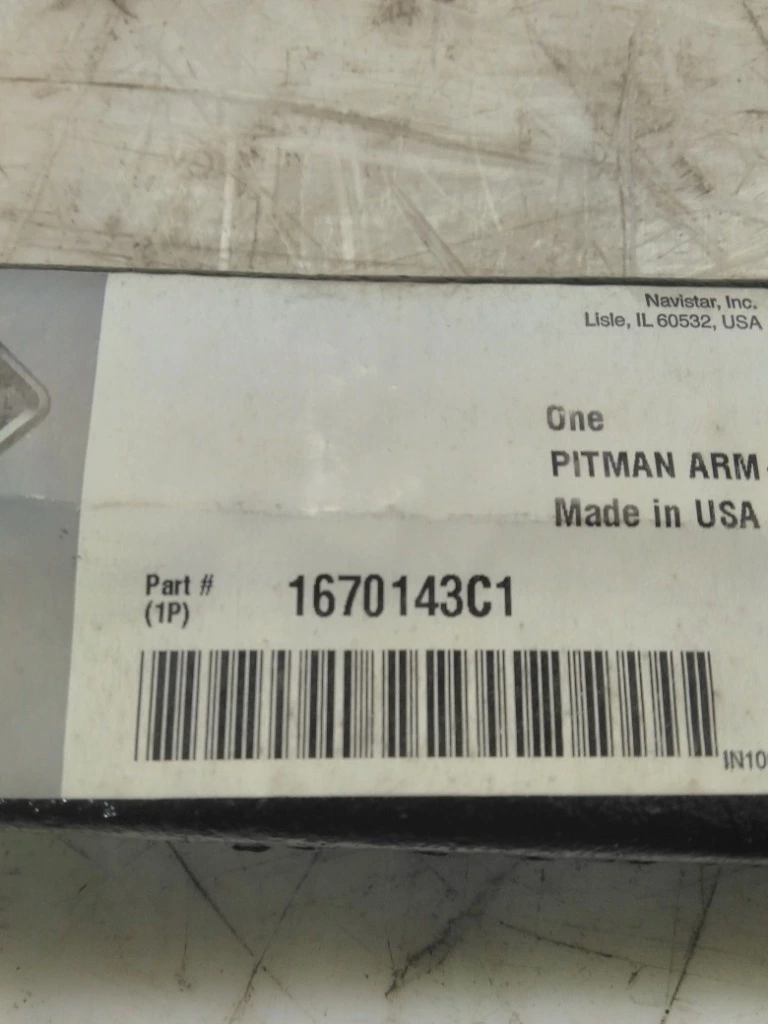 Navistar, Inc.
Lisle, IL 60532, USA
One
PITMAN ARM
Made in USA
Part #
(1P)
1670143C1